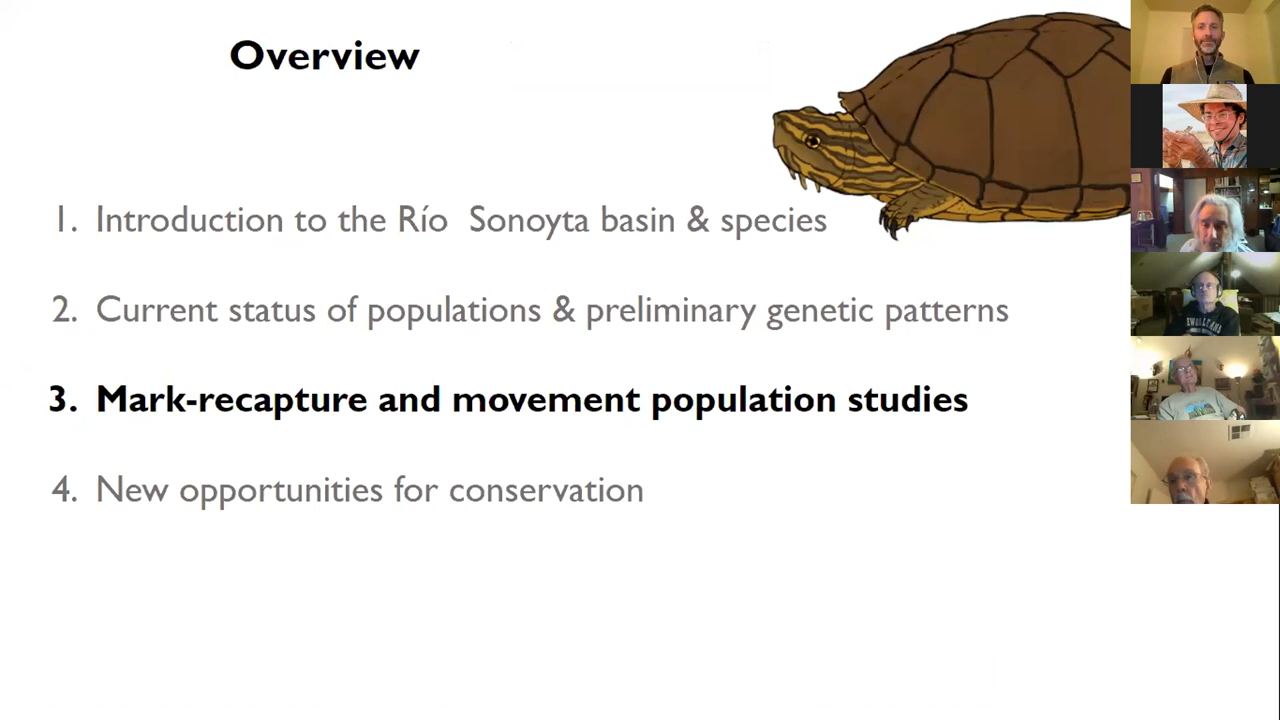 Overview
1. Introduction to the Río Sonoyta basin & species
2. Current status of populations & preliminary genetic patterns
3. Mark-recapture and movement population studies
4. New opportunities for conservation